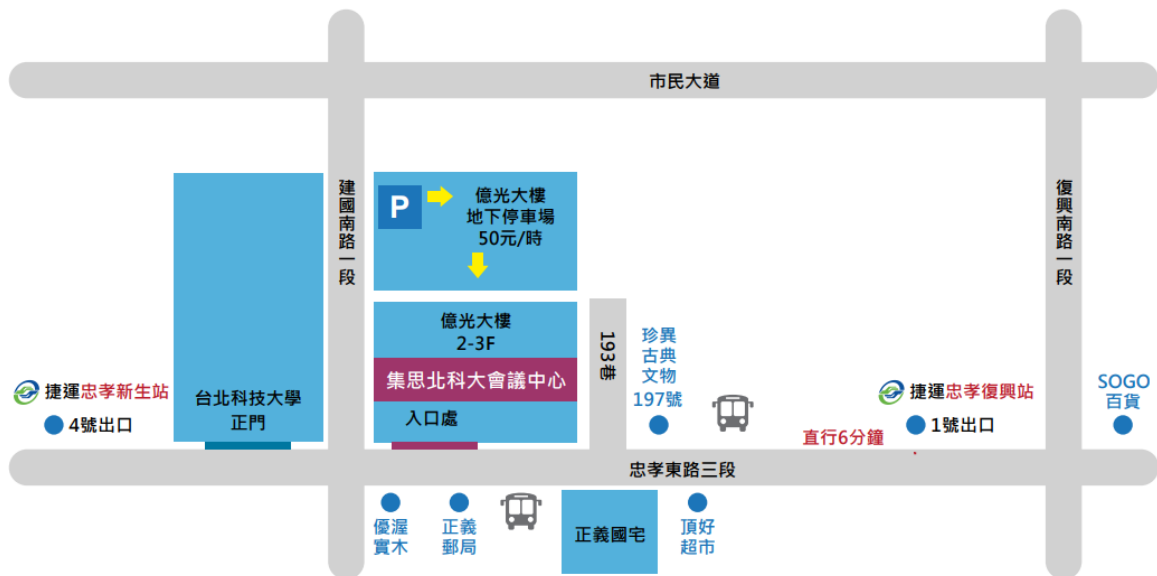 市民大道
建國南路一段
復興南路一段
P
億光大樓
地下停車場
50元/時
億光大樓
2-3F
集思北科大會議中心
入口處
193巷
珍異
古典
文物
197號
台北科技大學
正門
捷運忠孝新生站
4號出口
捷運忠孝復興站
1號出口
直行6分鐘
SOGO
百貨
忠孝東路三段
優渥
實木
正義
郵局
正義國宅
頂好
超市